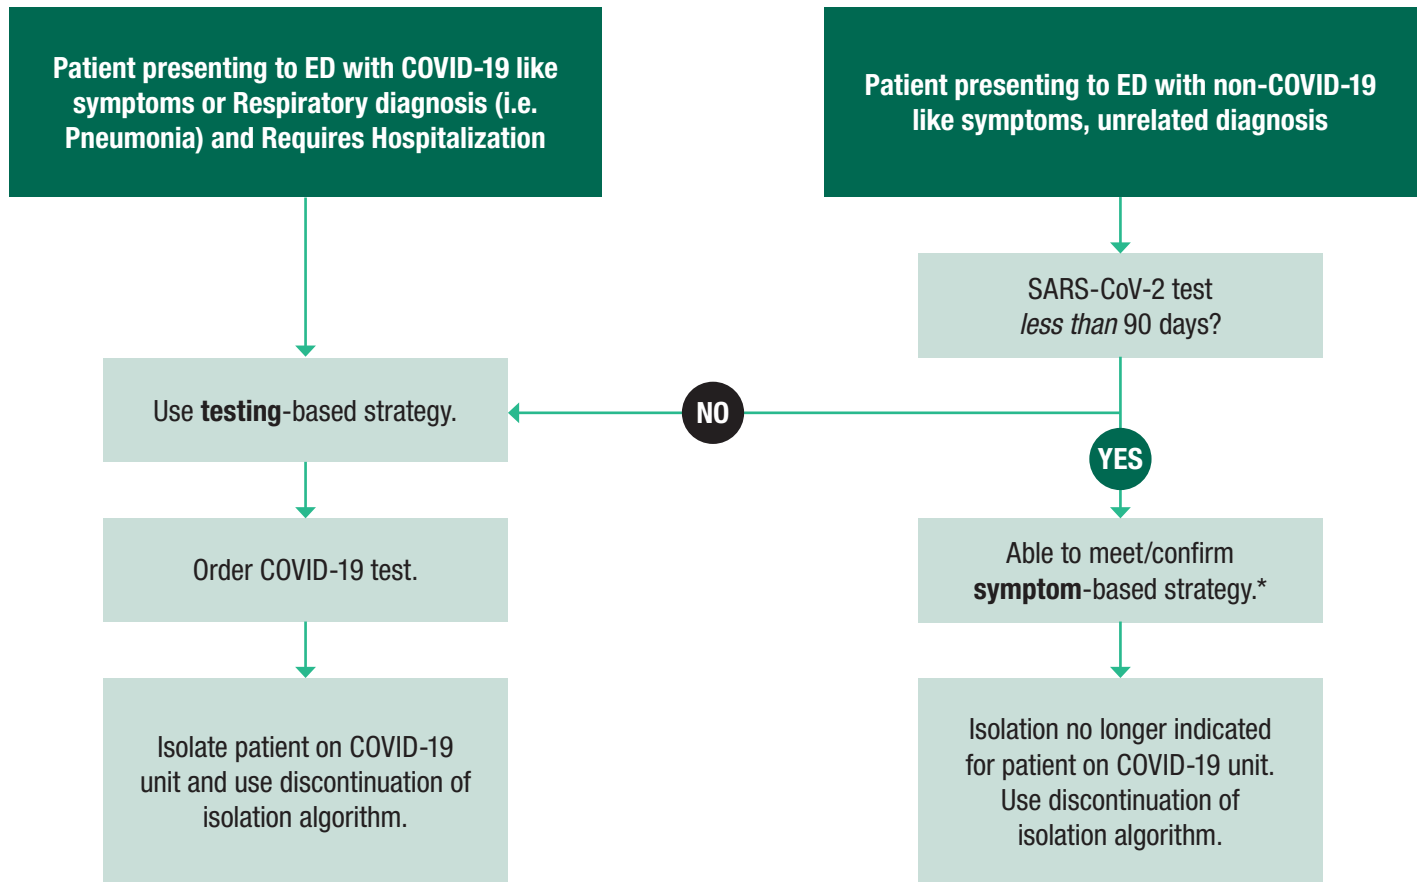 Patient presenting to ED with COVID-19 like
symptoms or Respiratory diagnosis (i.e.
Pneumonia) and Requires Hospitalization
Patient presenting to ED with non-COVID-19
like symptoms, unrelated diagnosis
SARS-CoV-2 test
less than 90 days?
Use testing-based strategy.
NO
YES
Order COVID-19 test.
Able to meet/confirm
symptom-based strategy.*
Isolate patient on COVID-19
unit and use discontinuation of
isolation algorithm.
Isolation no longer indicated
for patient on COVID-19 unit.
Use discontinuation of
isolation algorithm.